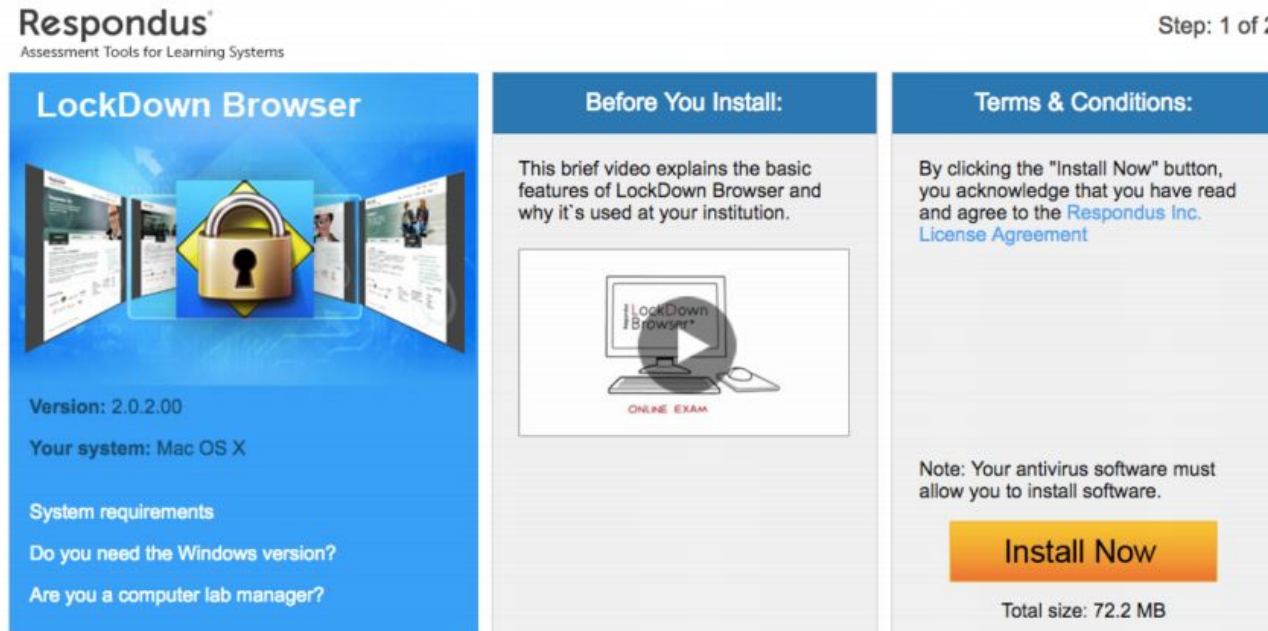 Respondus®
Assessment Tools for Learning Systems
Step: 1 of 2
LockDown Browser
Version: 2.0.2.00
Your system: Mac OS X
System requirements
Do you need the Windows version?
Are you a computer lab manager?
Before You Install:
This brief video explains the basic
features of LockDown Browser and
why it`s used at your institution.
LockDown
Browser
ONLINE EXAM
Terms & Conditions:
By clicking the "Install Now" button,
you acknowledge that you have read
and agree to the Respondus Inc.
License Agreement
Note: Your antivirus software must
allow you to install software.
Install Now
Total size: 72.2 MB